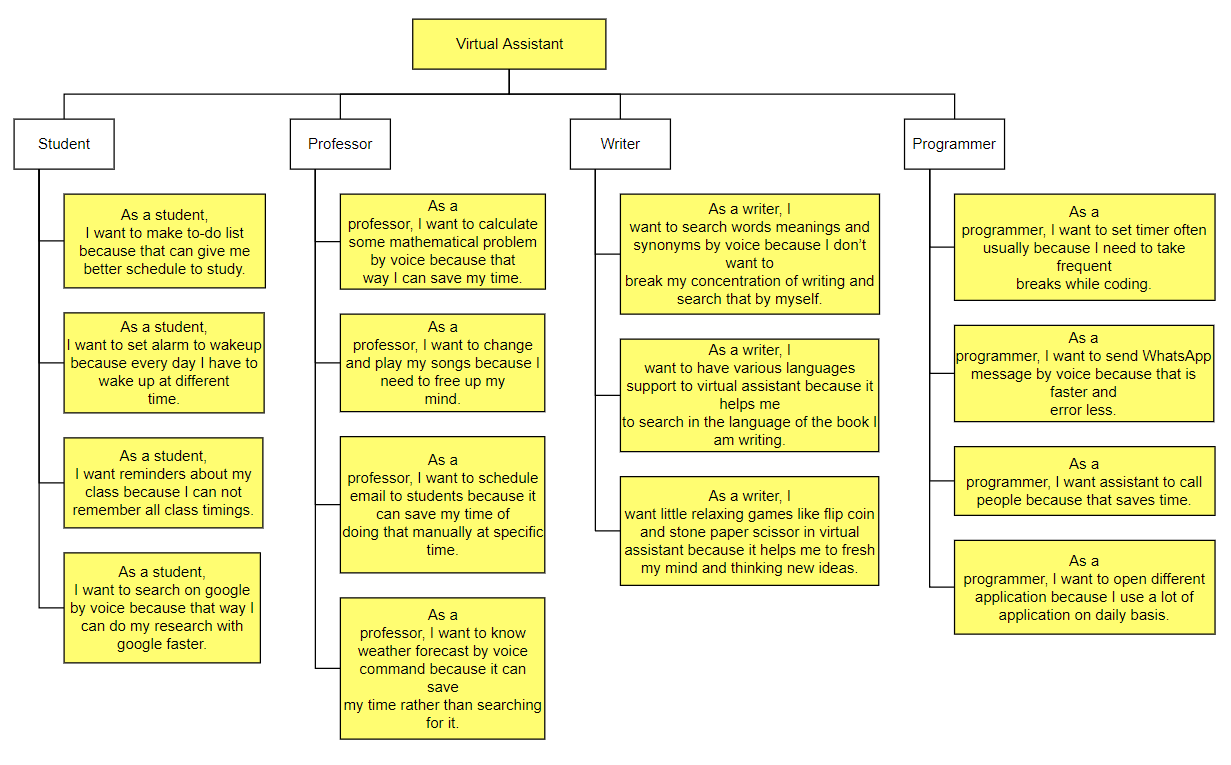 Virtual Assistant
Student
Professor
Writer
Programmer
As a student,
I want to make to-do list
because that can give me
better schedule to study.
As a student,
I want to set alarm to wakeup
because every day I have to
wake up at different
time.
As a student,
I want reminders about my
class because I can not
remember all class timings.
As a student,
I want to search on google
by voice because that way I
can do my research with
google faster.
As a
professor, I want to calculate
some mathematical problem
by voice because that
way I can save my time.
As a
professor, I want to change
and play my songs because I
need to free up my
mind.
As a
professor, I want to schedule
email to students because it
can save my time of
doing that manually at specific
time.
As a
professor, I want to know
weather forecast by voice
command because it can
save
my time rather than searching
for it.
As a writer, I
want to search words meanings and
synonyms by voice because I don’t
want to
break my concentration of writing and
search that by myself.
As a writer, I
want to have various languages
support to virtual assistant because it
helps me
to search in the language of the book I
am writing.
As a writer, I
want little relaxing games like flip coin
and stone paper scissor in virtual
assistant because it helps me to fresh
my mind and thinking new ideas.
As a
programmer, I want to set timer often
usually because I need to take
frequent
breaks while coding.
As a
programmer, I want to send WhatsApp
message by voice because that is
faster and
error less.
As a
programmer, I want assistant to call
people because that saves time.
As a
programmer, I want to open different
application because I use a lot of
application on daily basis.